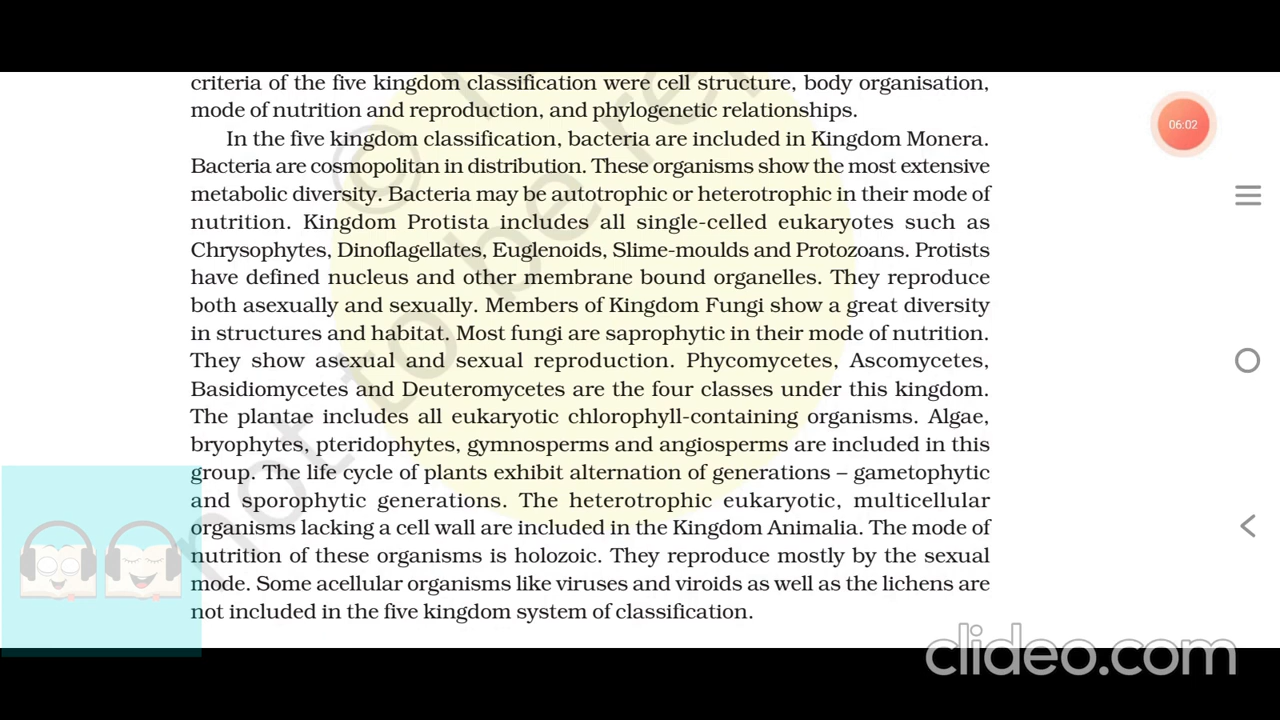 criteria of the five kingdom classification were cell structure, body organisation,
mode of nutrition and reproduction, and phylogenetic relationships.
In the five kingdom classification, bacteria are included in Kingdom Monera.
Bacteria are cosmopolitan in distribution. These organisms show the most extensive
metabolic diversity. Bacteria may be autotrophic or heterotrophic in their mode of
nutrition. Kingdom Protista includes all single-celled eukaryotes such as
Chrysophytes, Dinoflagellates, Euglenoids, Slime-moulds and Protozoans. Protists
have defined nucleus and other membrane bound organelles. They reproduce
both asexually and sexually. Members of Kingdom Fungi show a great diversity
in structures and habitat. Most fungi are saprophytic in their mode of nutrition.
They show asexual and sexual reproduction. Phycomycetes, Ascomycetes,
Basidiomycetes and Deuteromycetes are the four classes under this kingdom.
The plantae includes all eukaryotic chlorophyll-containing organisms. Algae,
bryophytes, pteridophytes, gymnosperms and angiosperms are included in this
group. The life cycle of plants exhibit alternation of generations – gametophytic
and sporophytic generations. The heterotrophic eukaryotic, multicellular
organisms lacking a cell wall are included in the Kingdom Animalia. The mode of
nutrition of these organisms is holozoic. They reproduce mostly by the sexual
mode. Some acellular organisms like viruses and viroids as well as the lichens are
not included in the five kingdom system of classification.
06:02
©
not to be re
clideo.com